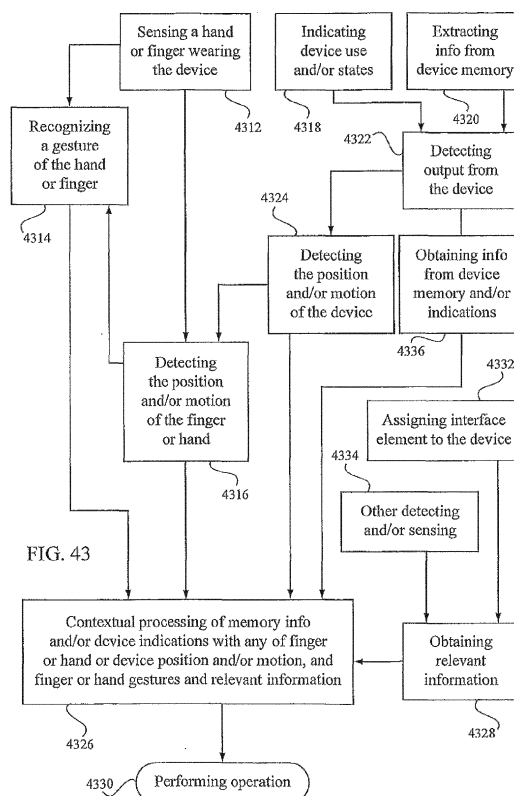 Sensing a hand
or finger wearing
the device
4312
Indicating
device use
and/or states
4318
Extracting
info from
device memory
4320
Recognizing
a gesture
of the hand
or finger
4314
4322
Detecting
output from
the device
4324
Detecting
the position
and/or motion
of the device
Obtaining info
from device
memory and/or
indications
4336
Detecting
the position
and/or motion
of the finger
or hand
4316
4332
Assigning interface
element to the device
4334
Other detecting
and/or sensing
FIG. 43
Contextual processing of memory info
and/or device indications with any of finger
or hand or device position and/or motion, and
finger or hand gestures and relevant information
4326
Obtaining
relevant
information
4328
4330
Performing operation